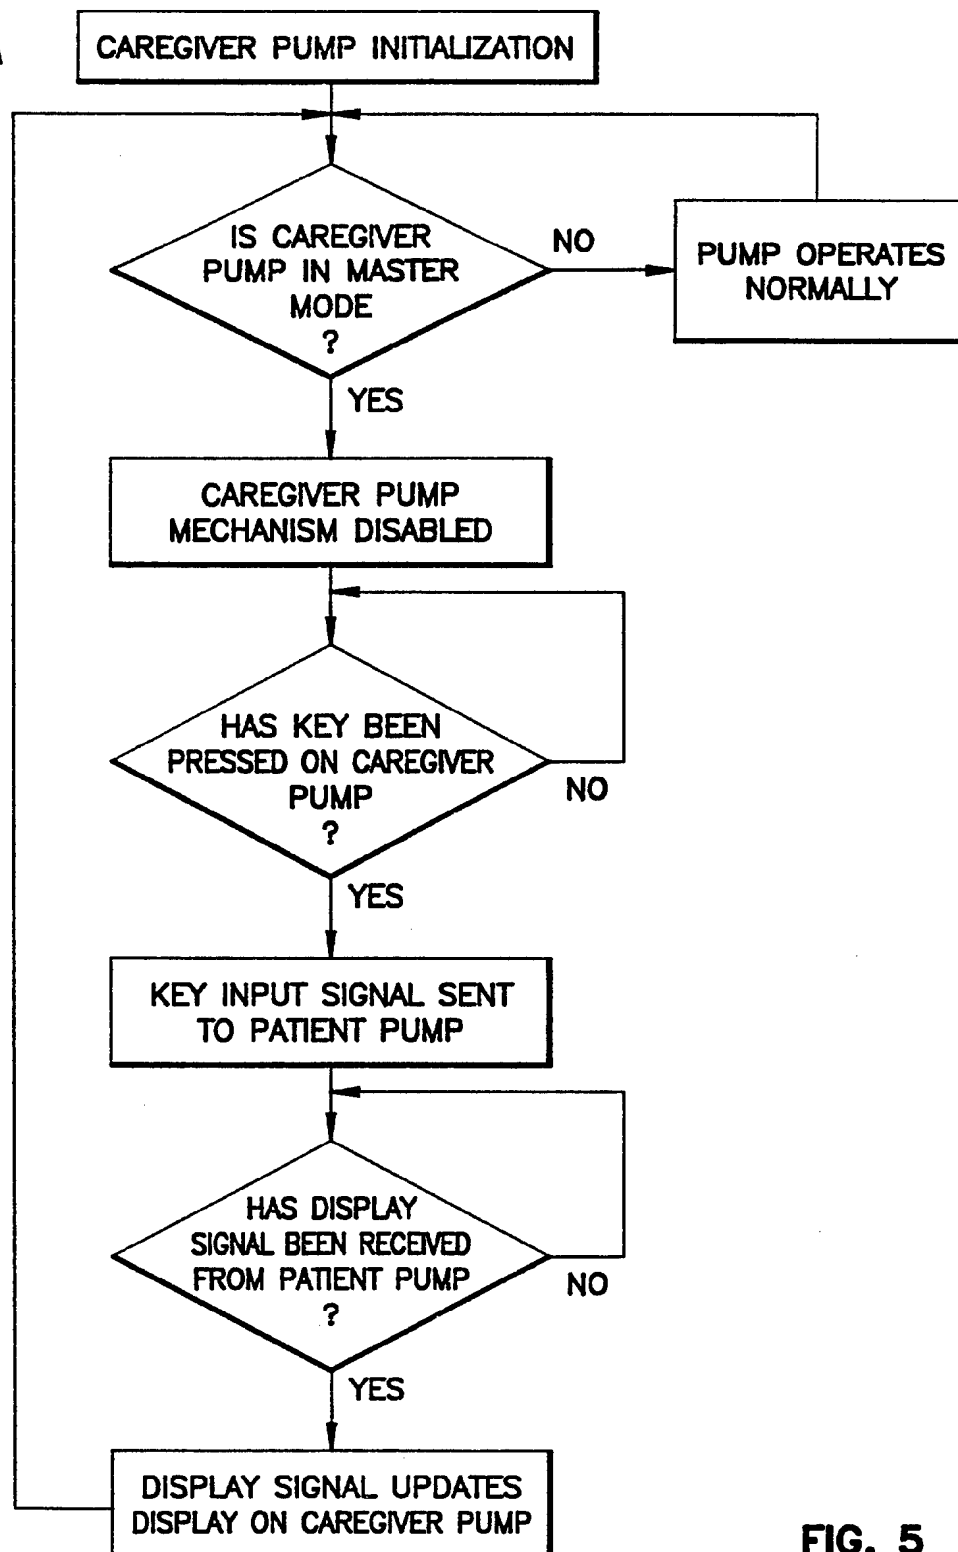 CAREGIVER PUMP INITIALIZATION
IS CAREGIVER
PUMP IN MASTER
MODE
?
NO
PUMP OPERATES
NORMALLY
YES
CAREGIVER PUMP
MECHANISM DISABLED
HAS KEY BEEN
PRESSED ON CAREGIVER
PUMP
?
NO
YES
KEY INPUT SIGNAL SENT
TO PATIENT PUMP
HAS DISPLAY
SIGNAL BEEN RECEIVED
FROM PATIENT PUMP
?
NO
YES
DISPLAY SIGNAL UPDATES
DISPLAY ON CAREGIVER PUMP
FIG. 5